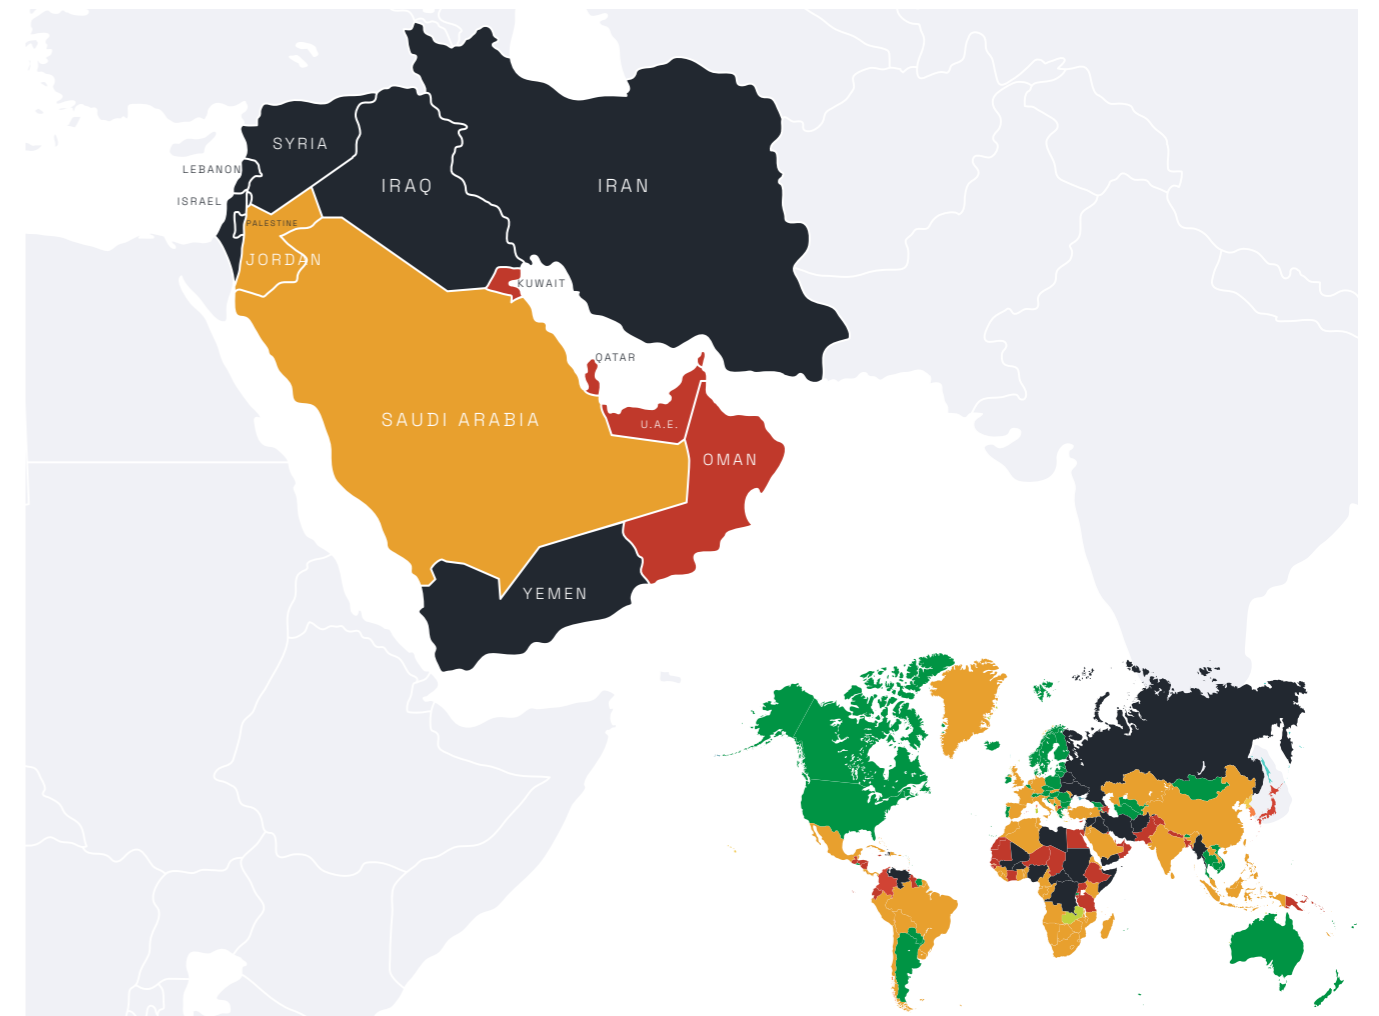 SYRIA
LEBANON
IRAQ
IRAN
ISRAEL
PALESTINE
JORDAN
KUWAIT
QATAR
SAUDI ARABIA
U.A.E.
OMAN
YEMEN